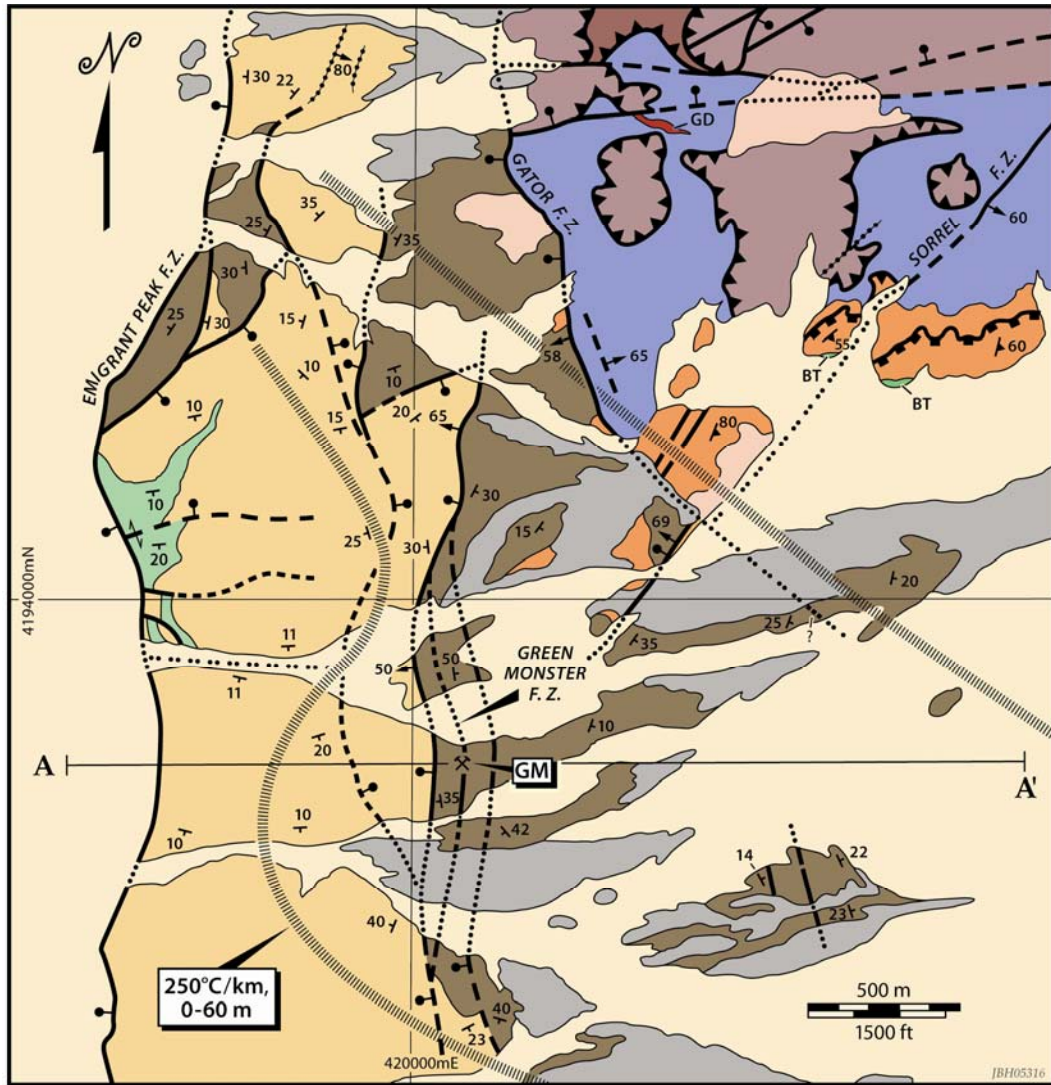 N
30
22
80
GD
GATOR F. Z.
SORREL F. Z.
60
35
35
25
EMIGRANT PEAK F. Z.
30
25
30
15
10
58
65
55
60
BT
BT
10
20
65
15
10
80
10
30
25
15
69
20
30
20
4194000mN
25
?
35
11
50
50
GREEN
MONSTER
F. Z.
11
10
20
A
GM
A'
35
10
10
42
14
22
23
40
250°C/km,
0-60 m
40
23
500 m
1500 ft
420000mE
JBH05316